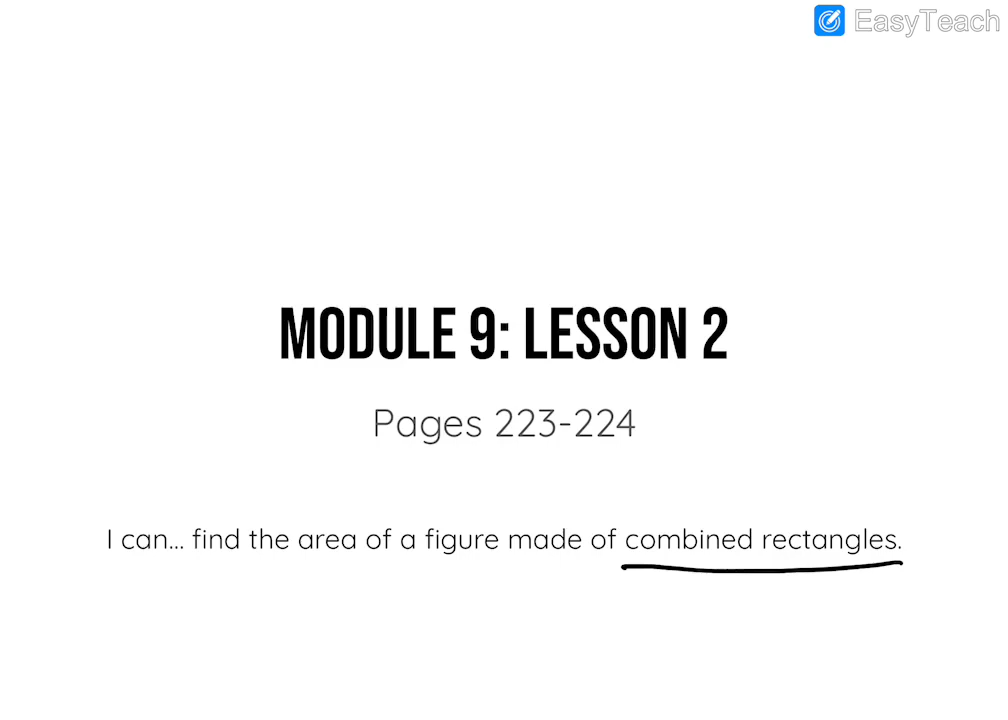 EasyTeach
MODULE 9: LESSON 2
Pages 223-224
I can... find the area of a figure made of combined rectangles.